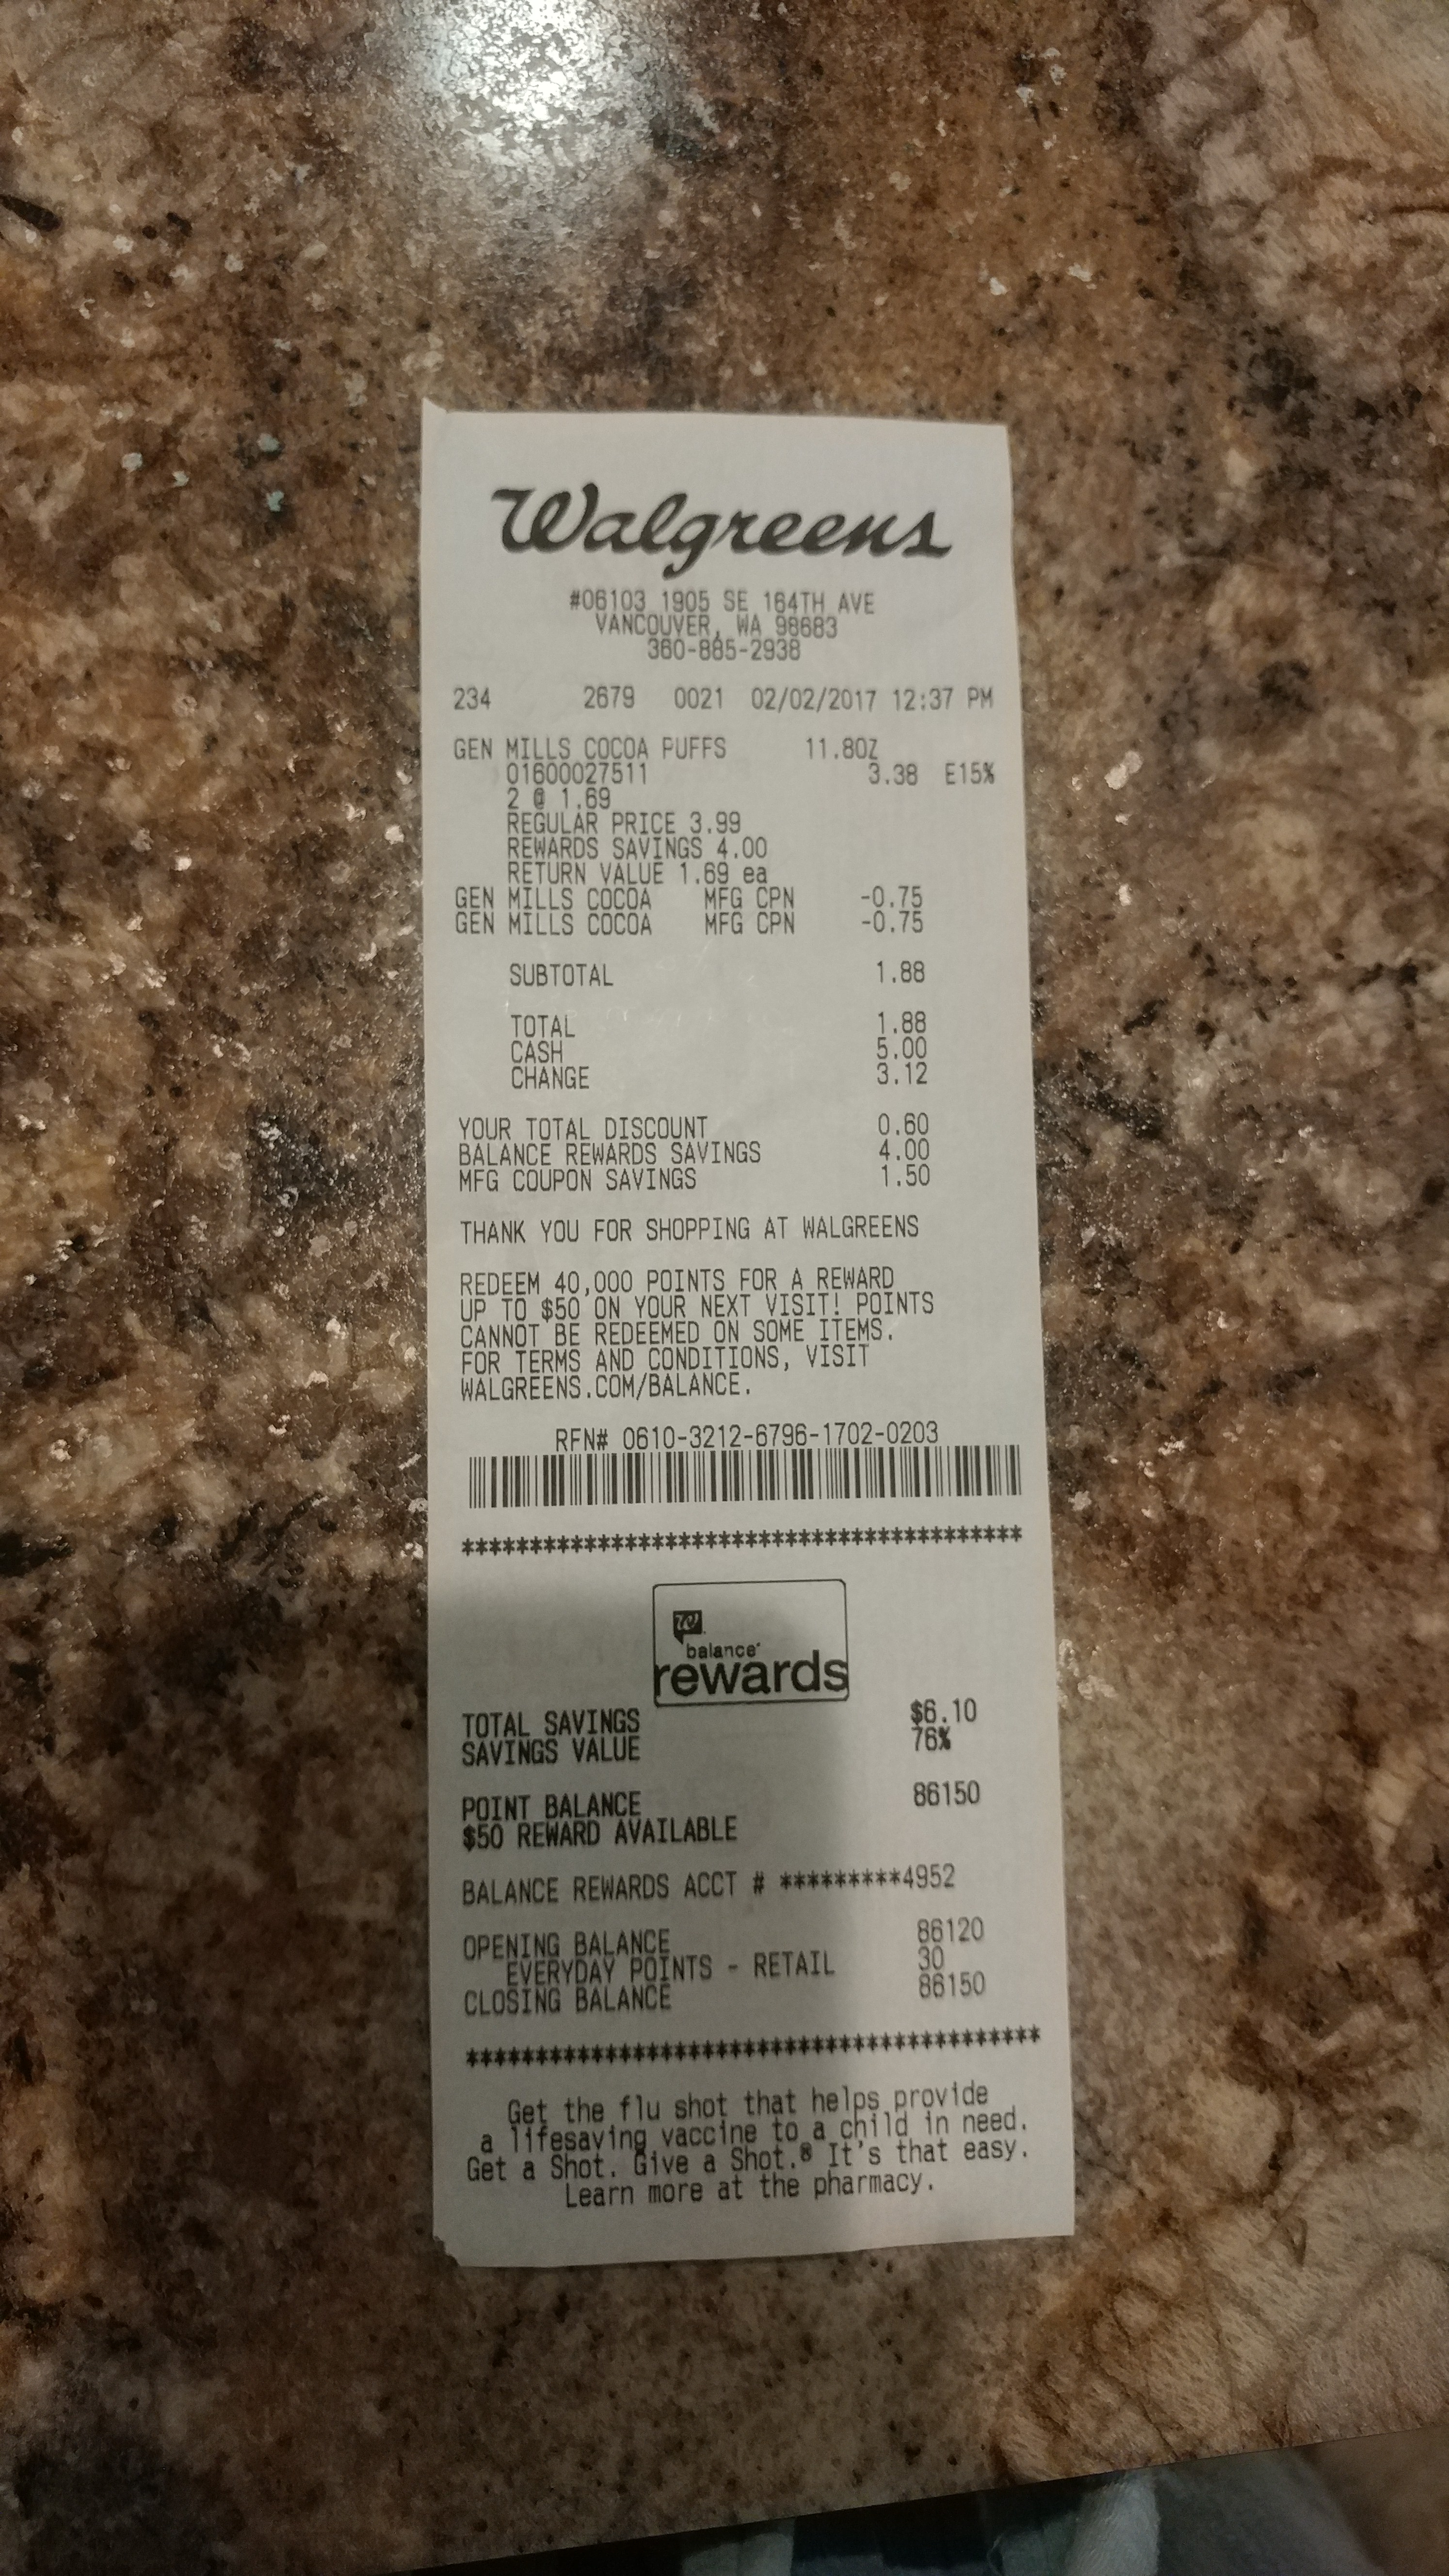 Walgreens
#06103 1905 SE 164TH AVE
VANCOUVER, WA 98683
360-885-2938
234 2679 0021 02/02/2017 12:37 PM
GEN MILLS COCOA PUFFS 11.8OZ
01600027511 3.38 E15%
2 @ 1.69
REGULAR PRICE 3.99
REWARDS SAVINGS 4.00
RETURN VALUE 1.69 ea
GEN MILLS COCOA MFG CPN -0.75
GEN MILLS COCOA MFG CPN -0.75
SUBTOTAL 1.88
TOTAL 1.88
CASH 5.00
CHANGE 3.12
YOUR TOTAL DISCOUNT 0.60
BALANCE REWARDS SAVINGS 4.00
MFG COUPON SAVINGS 1.50
THANK YOU FOR SHOPPING AT WALGREENS
REDEEM 40,000 POINTS FOR A REWARD
UP TO $50 ON YOUR NEXT VISIT! POINTS
CANNOT BE REDEEMED ON SOME ITEMS.
FOR TERMS AND CONDITIONS, VISIT
WALGREENS.COM/BALANCE.
RFN# 0610-3212-6796-1702-0203
******************************************
W
balance
rewards
TOTAL SAVINGS $6.10
SAVINGS VALUE 76%
POINT BALANCE 86150
$50 REWARD AVAILABLE
BALANCE REWARDS ACCT # *********4952
OPENING BALANCE 86120
EVERYDAY POINTS - RETAIL 30
CLOSING BALANCE 86150
******************************************
Get the flu shot that helps provide
a lifesaving vaccine to a child in need.
Get a Shot. Give a Shot.® It's that easy.
Learn more at the pharmacy.